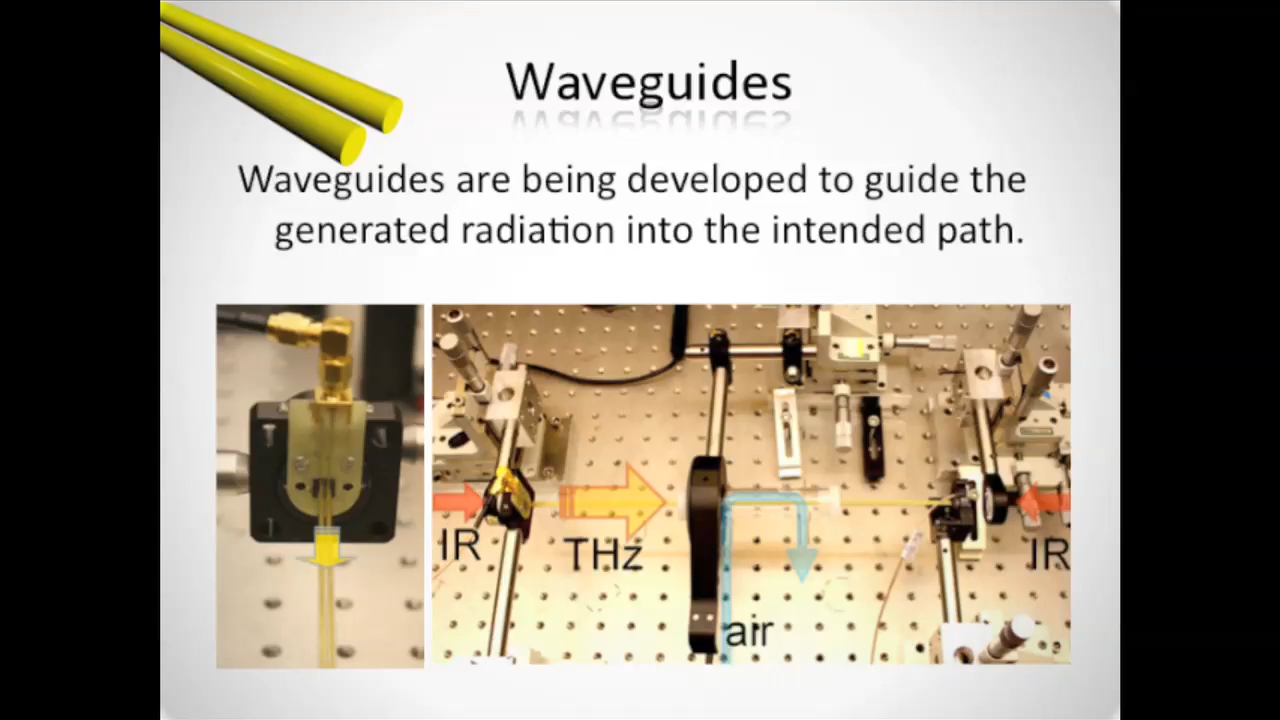 Waveguides
Waveguides are being developed to guide the
generated radiation into the intended path.
IR
THz
IR
air